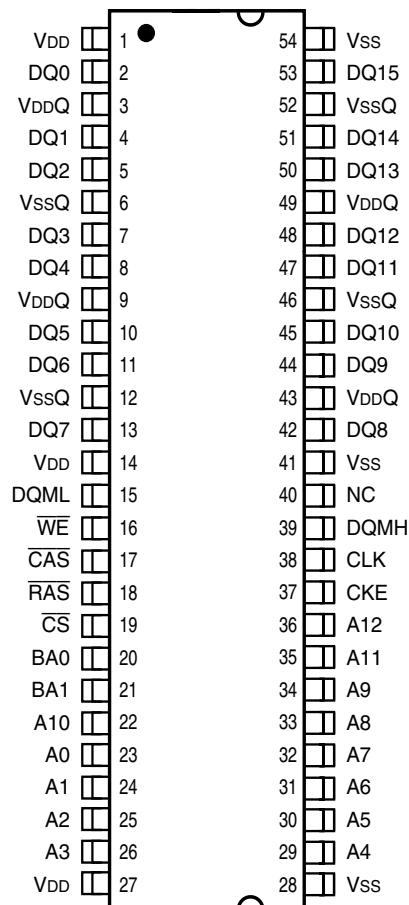 VDD 1 54 VSS
DQ0 2 53 DQ15
VDDQ 3 52 VSSQ
DQ1 4 51 DQ14
DQ2 5 50 DQ13
VSSQ 6 49 VDDQ
DQ3 7 48 DQ12
DQ4 8 47 DQ11
VDDQ 9 46 VSSQ
DQ5 10 45 DQ10
DQ6 11 44 DQ9
VSSQ 12 43 VDDQ
DQ7 13 42 DQ8
VDD 14 41 VSS
DQML 15 40 NC
W̅E̅ 16 39 DQMH
C̅A̅S̅ 17 38 CLK
R̅A̅S̅ 18 37 CKE
C̅S̅ 19 36 A12
BA0 20 35 A11
BA1 21 34 A9
A10 22 33 A8
A0 23 32 A7
A1 24 31 A6
A2 25 30 A5
A3 26 29 A4
VDD 27 28 VSS